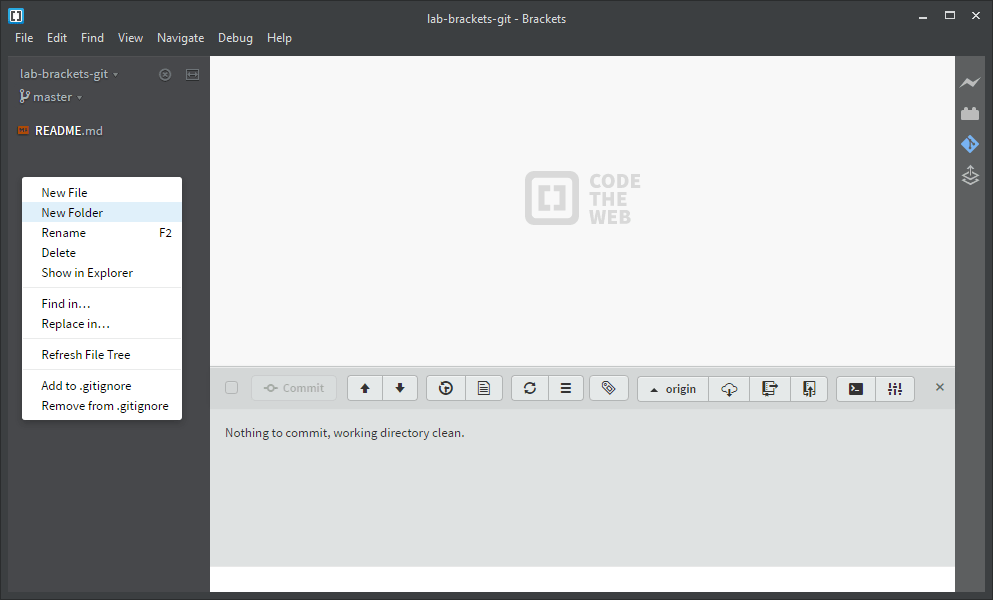 lab-brackets-git - Brackets
File Edit Find View Navigate Debug Help
lab-brackets-git
master
README.md
New File
New Folder
Rename F2
Delete
Show in Explorer
Find in…
Replace in…
Refresh File Tree
Add to .gitignore
Remove from .gitignore
CODE
THE
WEB
Commit
origin
Nothing to commit, working directory clean.